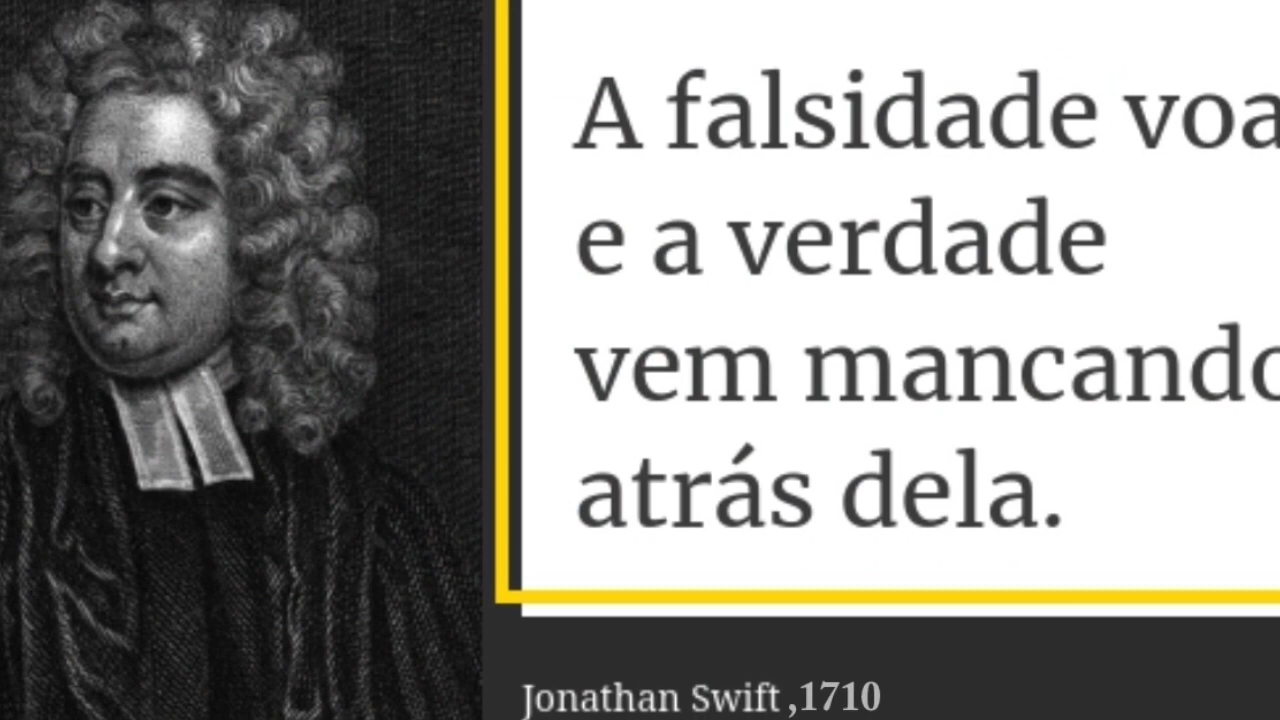 A falsidade voa
e a verdade
vem mancando
atrás dela.
Jonathan Swift ,1710